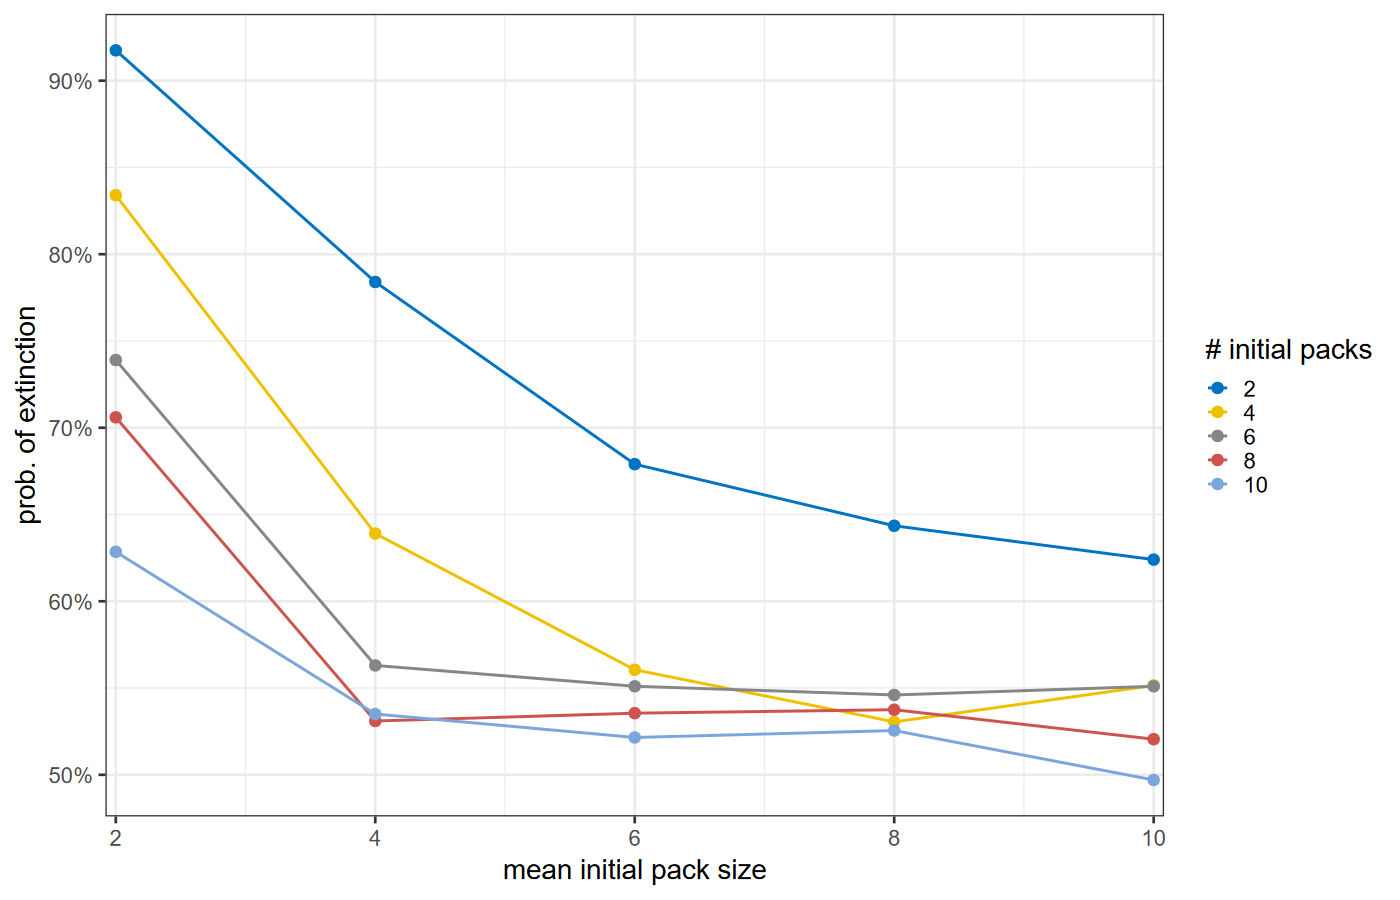 90%
80%
70%
60%
50%
2 4 6 8 10
mean initial pack size
prob. of extinction
# initial packs
2
4
6
8
10